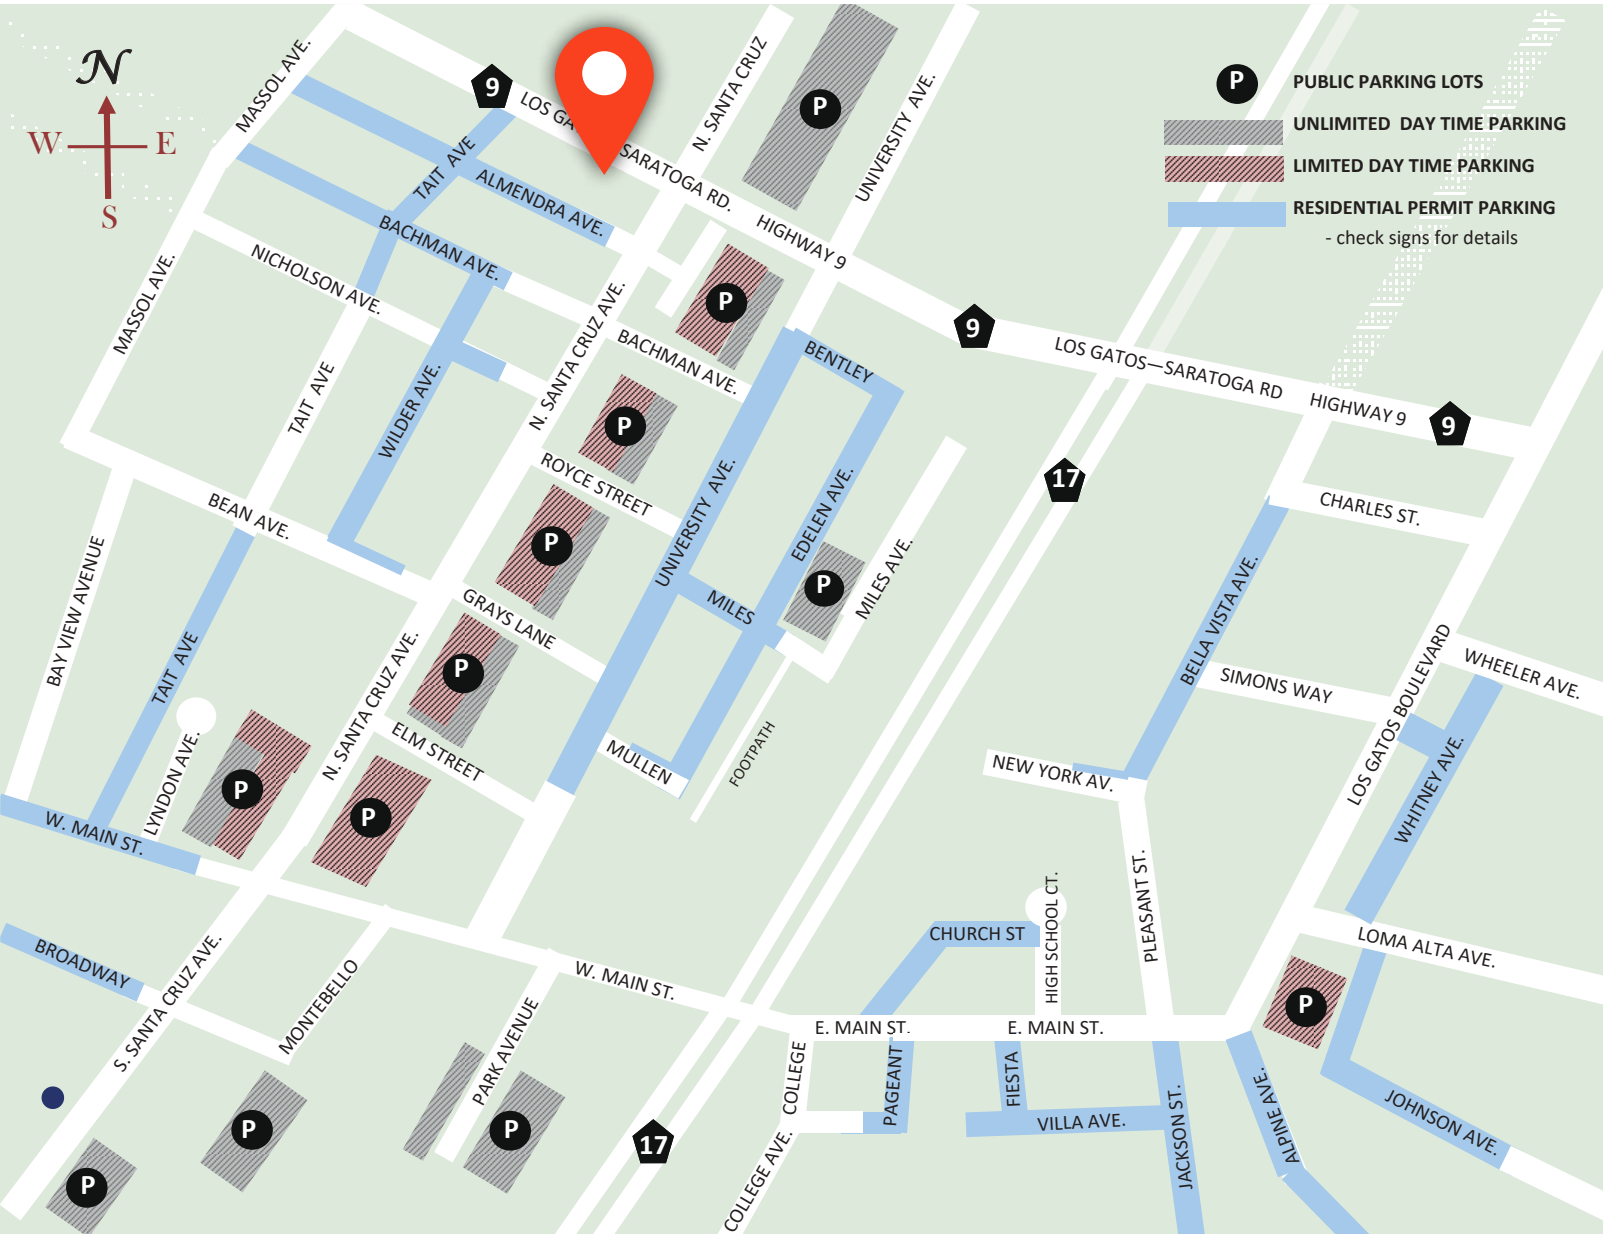 N
W
E
S
P
PUBLIC PARKING LOTS
UNLIMITED DAY TIME PARKING
LIMITED DAY TIME PARKING
RESIDENTIAL PERMIT PARKING
- check signs for details
MASSOL AVE.
9
LOS GA
SARATOGA RD.
HIGHWAY 9
N. SANTA CRUZ
P
UNIVERSITY AVE.
TAIT AVE
ALMENDRA AVE.
BACHMAN AVE.
NICHOLSON AVE.
MASSOL AVE.
P
9
LOS GATOS—SARATOGA RD
HIGHWAY 9
9
BENTLEY
BACHMAN AVE.
N. SANTA CRUZ AVE.
TAIT AVE
WILDER AVE.
P
ROYCE STREET
UNIVERSITY AVE.
EDELEN AVE.
17
CHARLES ST.
BEAN AVE.
P
P
MILES AVE.
MILES
BAY VIEW AVENUE
GRAYS LANE
BELLA VISTA AVE.
TAIT AVE
P
N. SANTA CRUZ AVE.
SIMONS WAY
WHEELER AVE.
LOS GATOS BOULEVARD
ELM STREET
MULLEN
FOOTPATH
NEW YORK AV.
WHITNEY AVE.
LYNDON AVE.
P
P
W. MAIN ST.
PLEASANT ST.
HIGH SCHOOL CT.
CHURCH ST
LOMA ALTA AVE.
BROADWAY
S. SANTA CRUZ AVE.
MONTEBELLO
W. MAIN ST.
P
E. MAIN ST.
E. MAIN ST.
PARK AVENUE
COLLEGE
PAGEANT
FIESTA
VILLA AVE.
JACKSON ST.
ALPINE AVE.
JOHNSON AVE.
P
P
17
COLLEGE AVE.
P